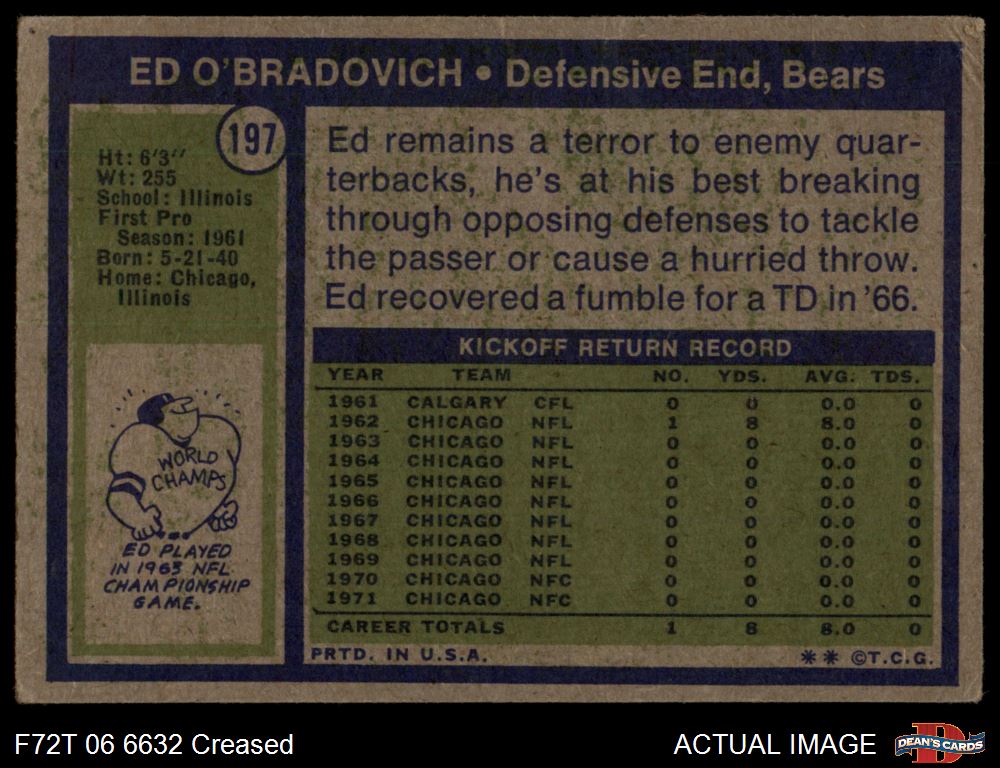 ED O'BRADOVICH • Defensive End, Bears
197
Ht: 6'3"
Wt: 255
School: Illinois
First Pro
Season: 1961
Born: 5-21-40
Home: Chicago,
Illinois
Ed remains a terror to enemy quar-
terbacks, he's at his best breaking
through opposing defenses to tackle
the passer or cause a hurried throw.
Ed recovered a fumble for a TD in '66.
WORLD
CHAMPS
ED PLAYED
IN 1963 NFL
CHAMPIONSHIP
GAME.
KICKOFF RETURN RECORD
YEAR TEAM NO. YDS. AVG. TDS.
1961 CALGARY CFL 0 0 0.0 0
1962 CHICAGO NFL 1 8 8.0 0
1963 CHICAGO NFL 0 0 0.0 0
1964 CHICAGO NFL 0 0 0.0 0
1965 CHICAGO NFL 0 0 0.0 0
1966 CHICAGO NFL 0 0 0.0 0
1967 CHICAGO NFL 0 0 0.0 0
1968 CHICAGO NFL 0 0 0.0 0
1969 CHICAGO NFL 0 0 0.0 0
1970 CHICAGO NFC 0 0 0.0 0
1971 CHICAGO NFC 0 0 0.0 0
CAREER TOTALS 1 8 8.0 0
PRTD. IN U.S.A. ** ©T.C.G.
F72T 06 6632 Creased
ACTUAL IMAGE
D
DEAN'S CARDS